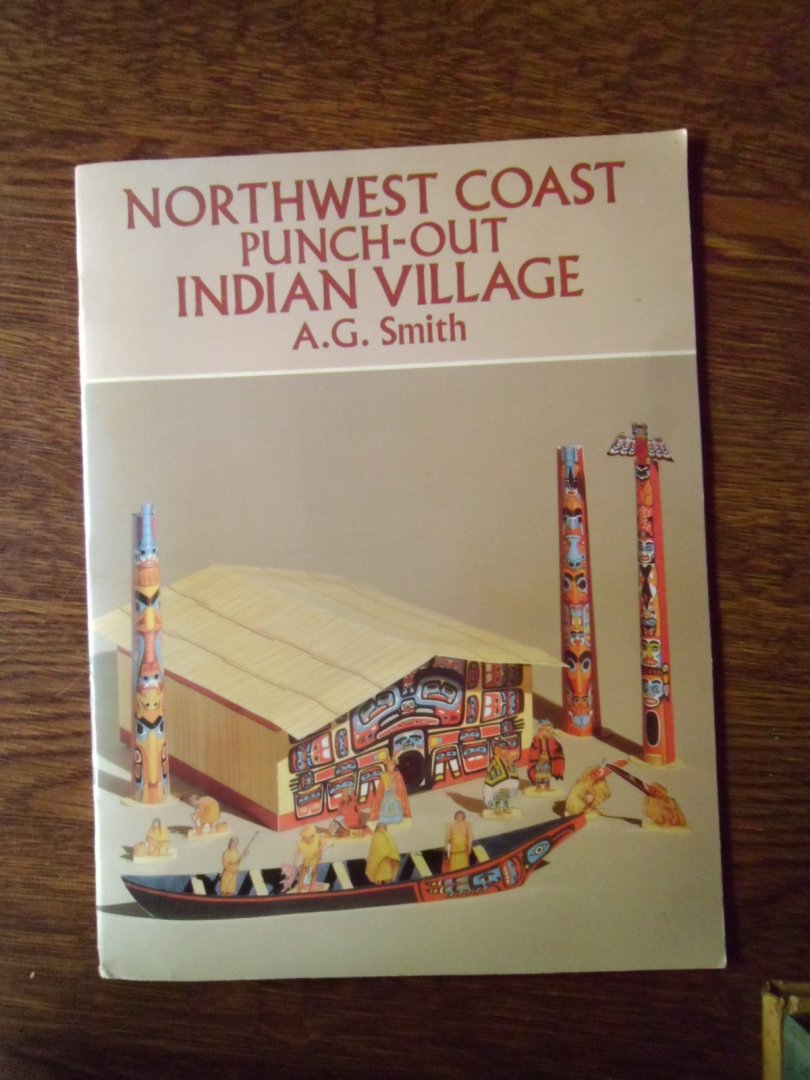 NORTHWEST COAST
PUNCH-OUT
INDIAN VILLAGE
A.G. Smith